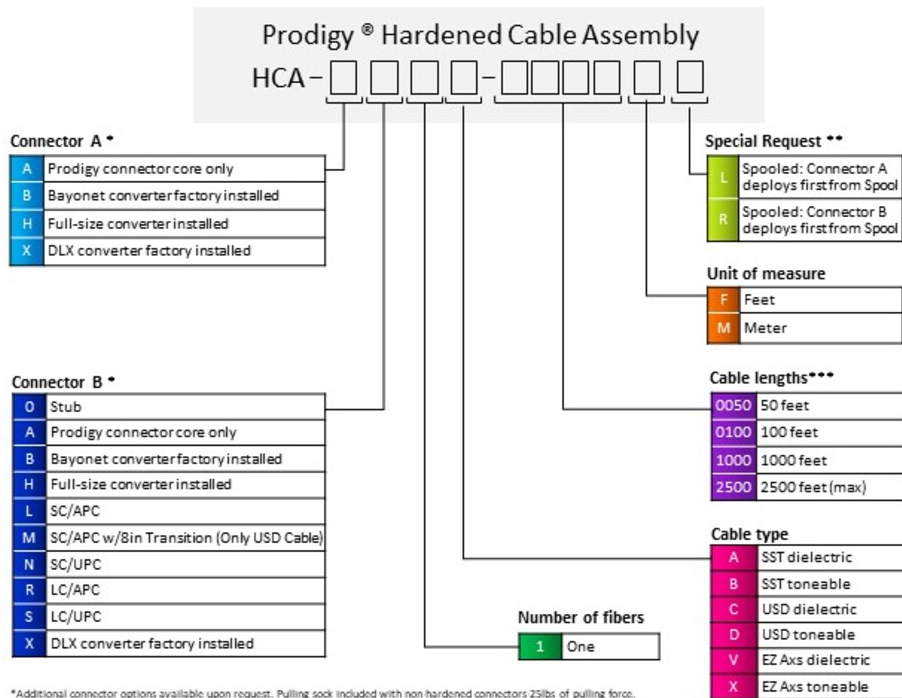 Prodigy ® Hardened Cable Assembly
HCA-
-
Connector A *
A Prodigy connector core only
B Bayonet converter factory installed
H Full-size converter installed
X DLX converter factory installed
Special Request **
L Spooled: Connector A
deploys first from Spool
R Spooled: Connector B
deploys first from Spool
Unit of measure
F Feet
M Meter
Connector B *
0 Stub
A Prodigy connector core only
B Bayonet converter factory installed
H Full-size converter installed
L SC/APC
M SC/APC w/8in Transition (Only USD Cable)
N SC/UPC
R LC/APC
S LC/UPC
X DLX converter factory installed
Cable lengths***
0050 50 feet
0100 100 feet
1000 1000 feet
2500 2500 feet (max)
Cable type
A SST dielectric
B SST toneable
C USD dielectric
D USD toneable
V EZ Axs dielectric
X EZ Axs toneable
Number of fibers
1 One
*Additional connector options available upon request. Pulling sock included with non hardened connectors 25lbs of pulling force.